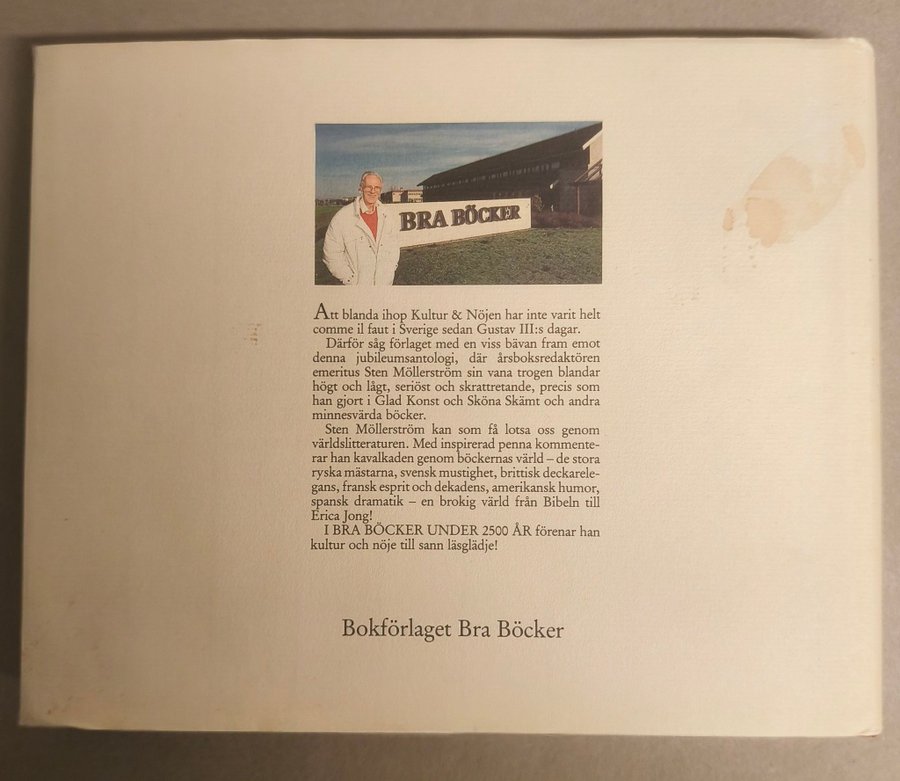 BRA BÖCKER
Att blanda ihop Kultur & Nöjen har inte varit helt
comme il faut i Sverige sedan Gustav III:s dagar.
Därför såg förlaget med en viss bävan fram emot
denna jubileumsantologi, där årsboksredaktören
emeritus Sten Möllerström sin vana trogen blandar
högt och lågt, seriöst och skrattretande, precis som
han gjort i Glad Konst och Sköna Skämt och andra
minnesvärda böcker.
Sten Möllerström kan som få lotsa oss genom
världslitteraturen. Med inspirerad penna kommente-
rar han kavalkaden genom böckernas värld – de stora
ryska mästarna, svensk mustighet, brittisk deckarele-
gans, fransk esprit och dekadens, amerikansk humor,
spansk dramatik – en brokig värld från Bibeln till
Erica Jong!
I BRA BÖCKER UNDER 2500 ÅR förenar han
kultur och nöje till sann läsglädje!
Bokförlaget Bra Böcker